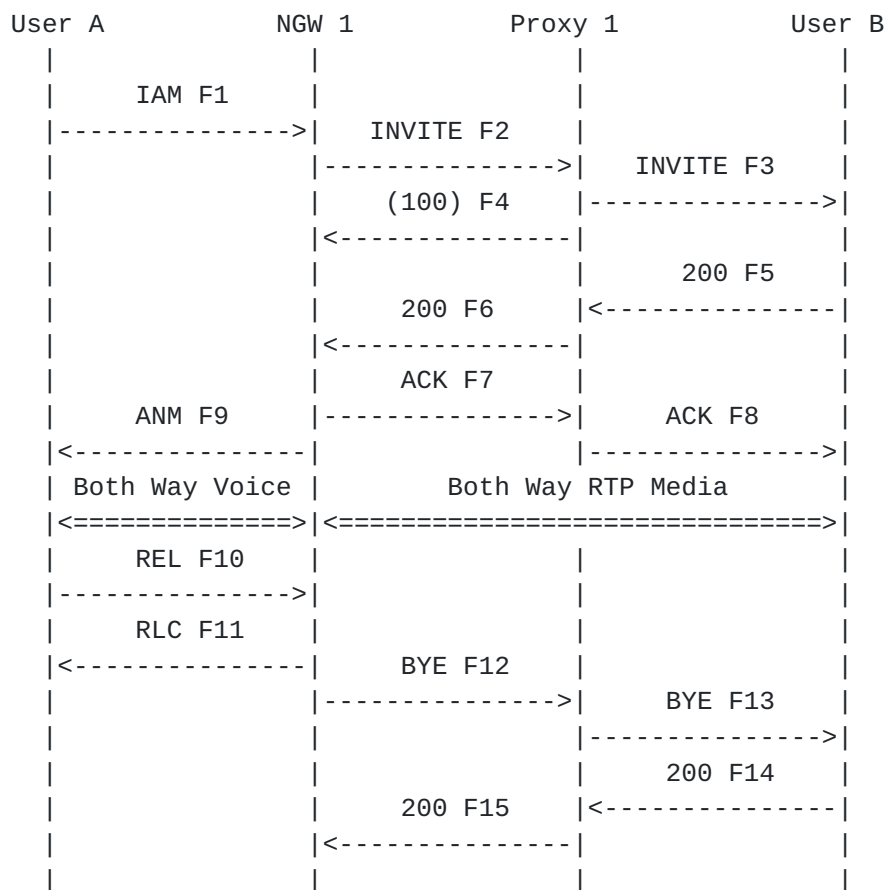 User A NGW 1 Proxy 1 User B
IAM F1
INVITE F2
INVITE F3
(100) F4
200 F5
200 F6
ACK F7
ANM F9 ACK F8
Both Way Voice Both Way RTP Media
REL F10
RLC F11
BYE F12
BYE F13
200 F14
200 F15